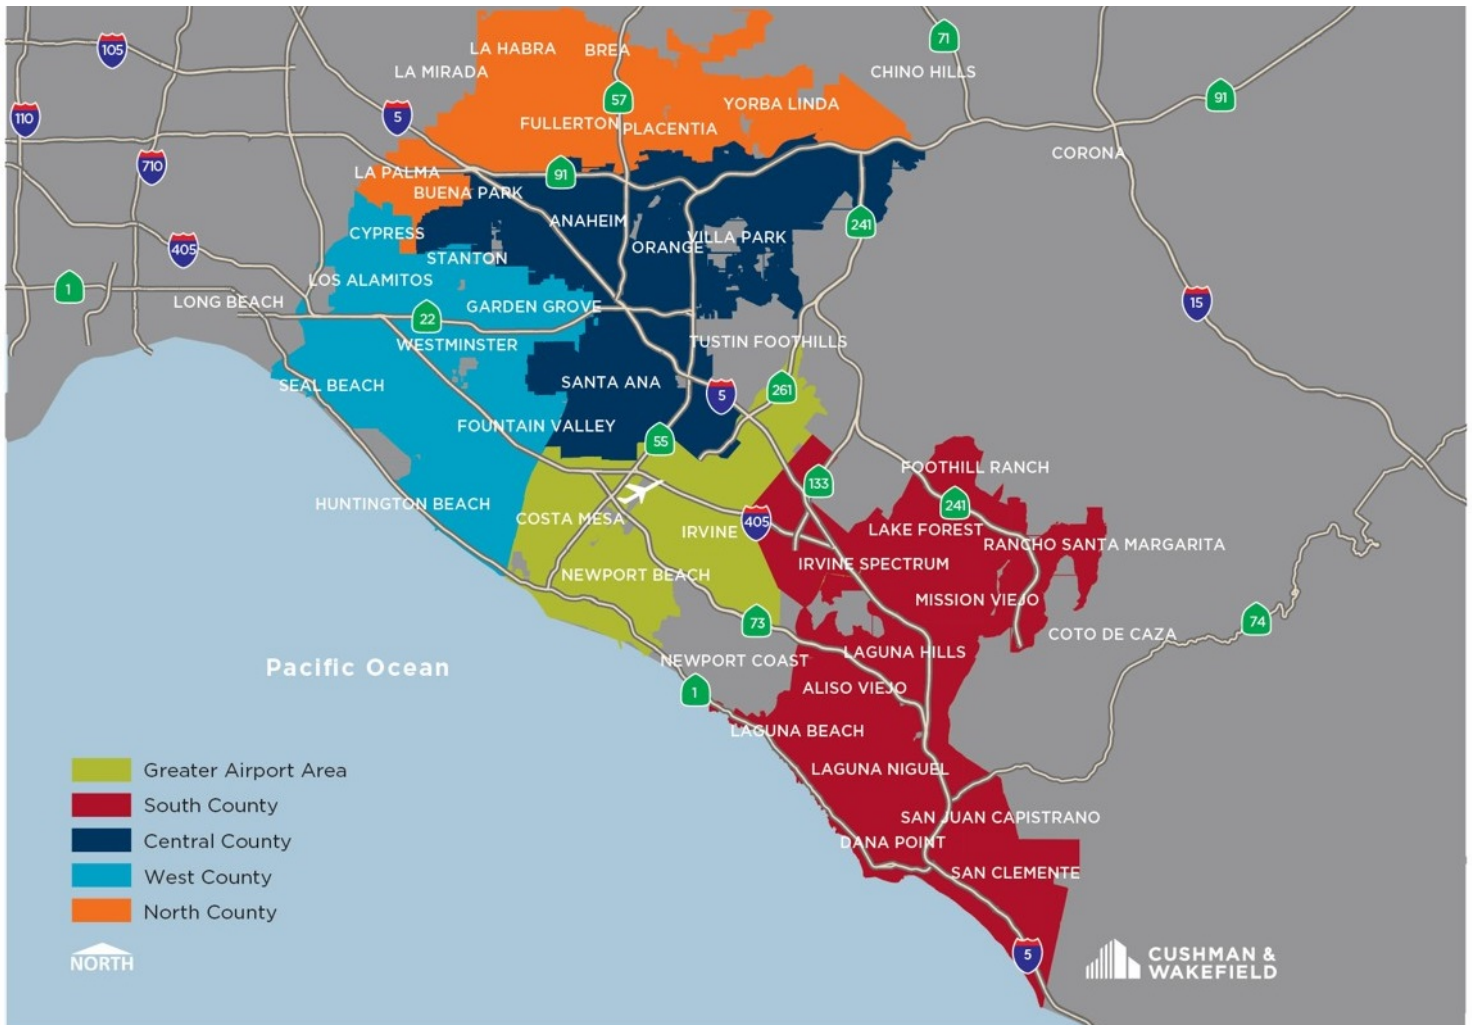 105
LA HABRA
BREA
71
LA MIRADA
CHINO HILLS
57
91
YORBA LINDA
110
5
FULLERTON
PLACENTIA
710
CORONA
LA PALMA
91
BUENA PARK
ANAHEIM
241
CYPRESS
VILLA PARK
405
ORANGE
STANTON
LOS ALAMITOS
1
LONG BEACH
15
GARDEN GROVE
22
WESTMINSTER
TUSTIN FOOTHILLS
SEAL BEACH
SANTA ANA
5
261
FOUNTAIN VALLEY
55
FOOTHILL RANCH
133
HUNTINGTON BEACH
241
COSTA MESA
405
IRVINE
LAKE FOREST
RANCHO SANTA MARGARITA
IRVINE SPECTRUM
NEWPORT BEACH
MISSION VIEJO
73
74
COTO DE CAZA
LAGUNA HILLS
NEWPORT COAST
Pacific Ocean
1
ALISO VIEJO
LAGUNA BEACH
LAGUNA NIGUEL
SAN JUAN CAPISTRANO
DANA POINT
SAN CLEMENTE
5
Greater Airport Area
South County
Central County
West County
North County
NORTH
CUSHMAN &
WAKEFIELD